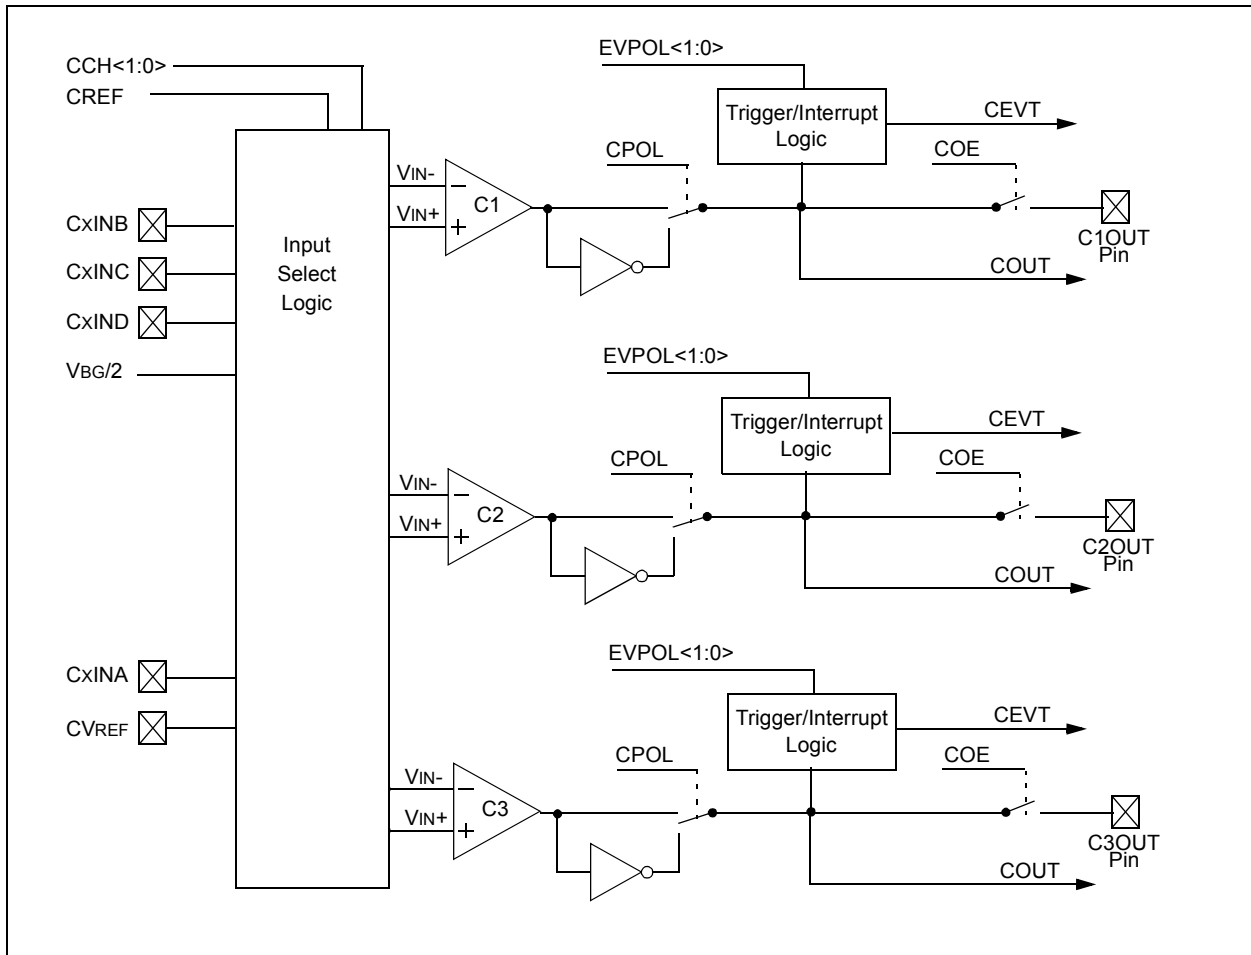 CCH<1:0>
CREF
CXINB
CXINC
CXIND
VBG/2
CXINA
CVREF
Input
Select
Logic
EVPOL<1:0>
Trigger/Interrupt
Logic
CEVT
CPOL
COE
VIN-
VIN+
C1
C1OUT
Pin
COUT
EVPOL<1:0>
Trigger/Interrupt
Logic
CEVT
CPOL
COE
VIN-
VIN+
C2
C2OUT
Pin
COUT
EVPOL<1:0>
Trigger/Interrupt
Logic
CEVT
CPOL
COE
VIN-
VIN+
C3
C3OUT
Pin
COUT